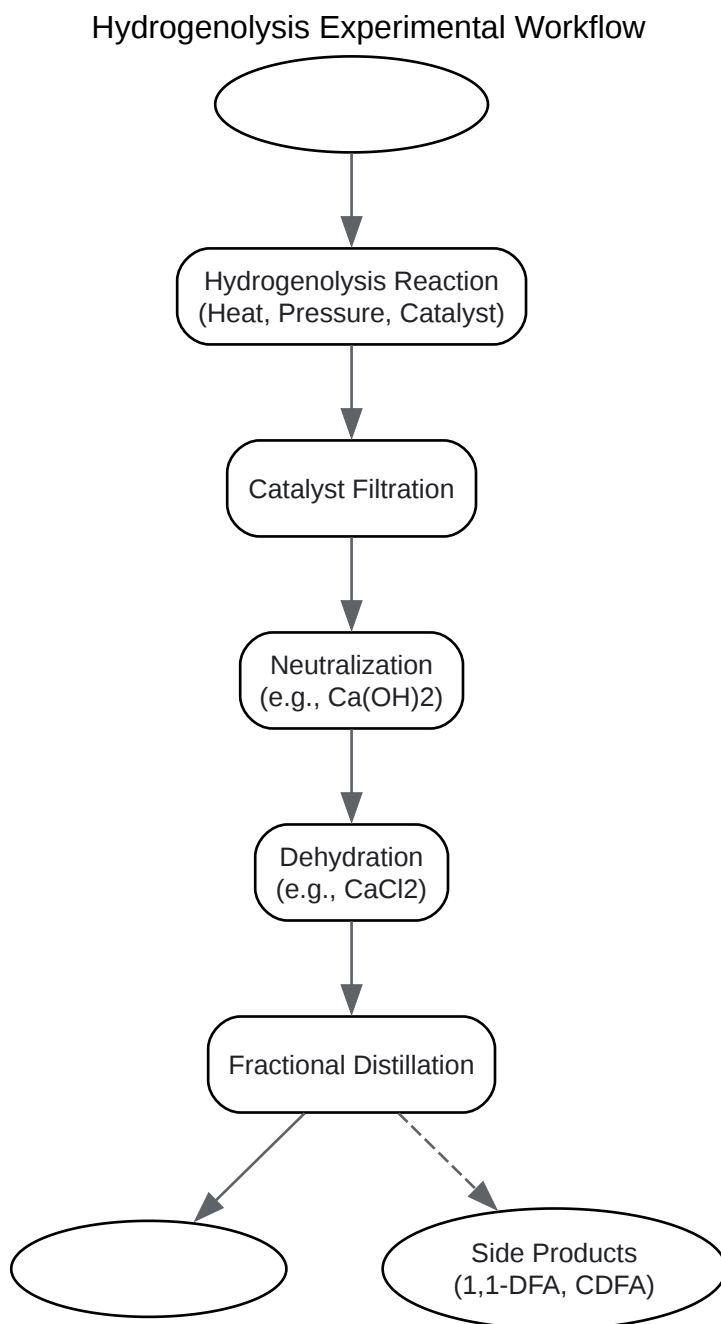 Hydrogenolysis Experimental Workflow
Hydrogenolysis Reaction
(Heat, Pressure, Catalyst)
Catalyst Filtration
Neutralization
(e.g., Ca(OH)2)
Dehydration
(e.g., CaCl2)
Fractional Distillation
Side Products
(1,1-DFA, CDFA)